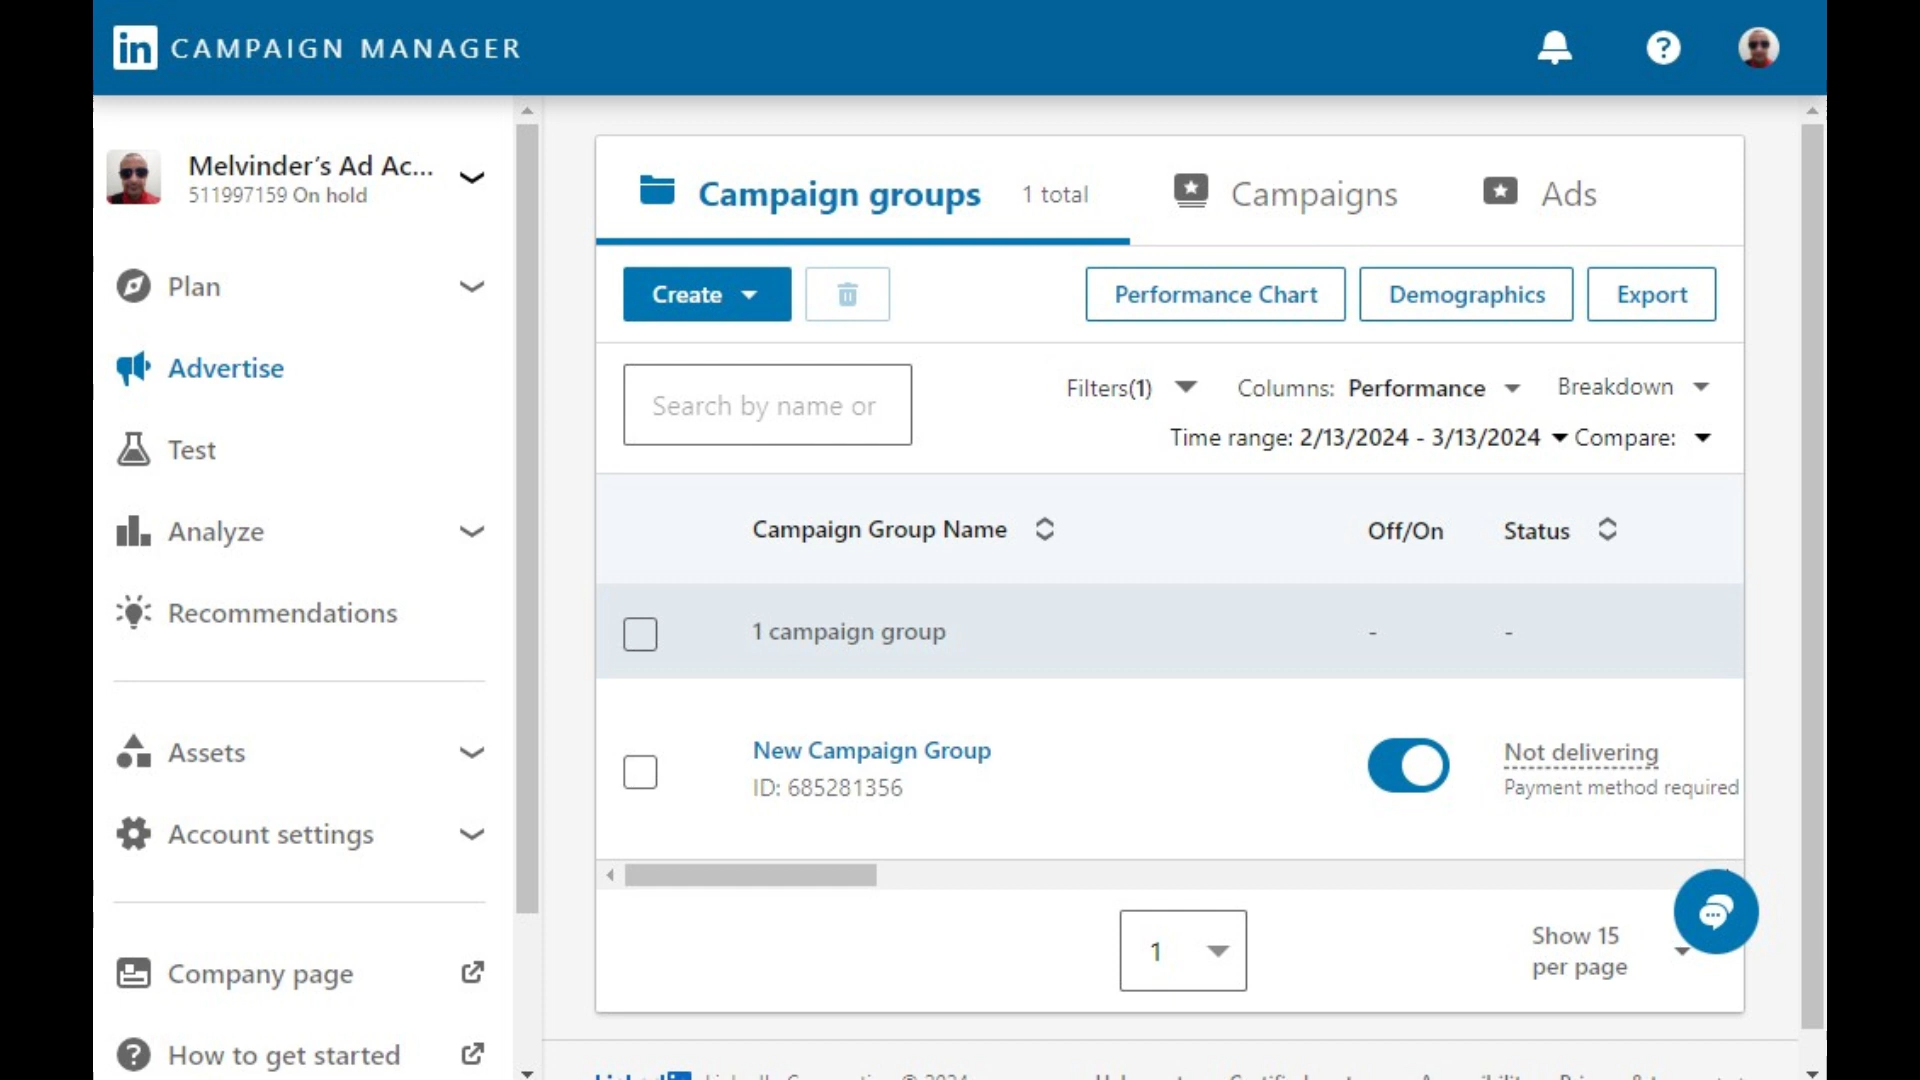 in CAMPAIGN MANAGER
Melvinder's Ad Ac...
511997159 On hold
Plan
Advertise
Test
Analyze
Recommendations
Assets
Account settings
Company page
How to get started
Campaign groups 1 total Campaigns Ads
Create Performance Chart Demographics Export
Search by name or
Filters(1) Columns: Performance Breakdown
Time range: 2/13/2024 - 3/13/2024 Compare:
Campaign Group Name Off/On Status
1 campaign group - -
New Campaign Group Not delivering
ID: 685281356 Payment method required
1
Show 15
per page